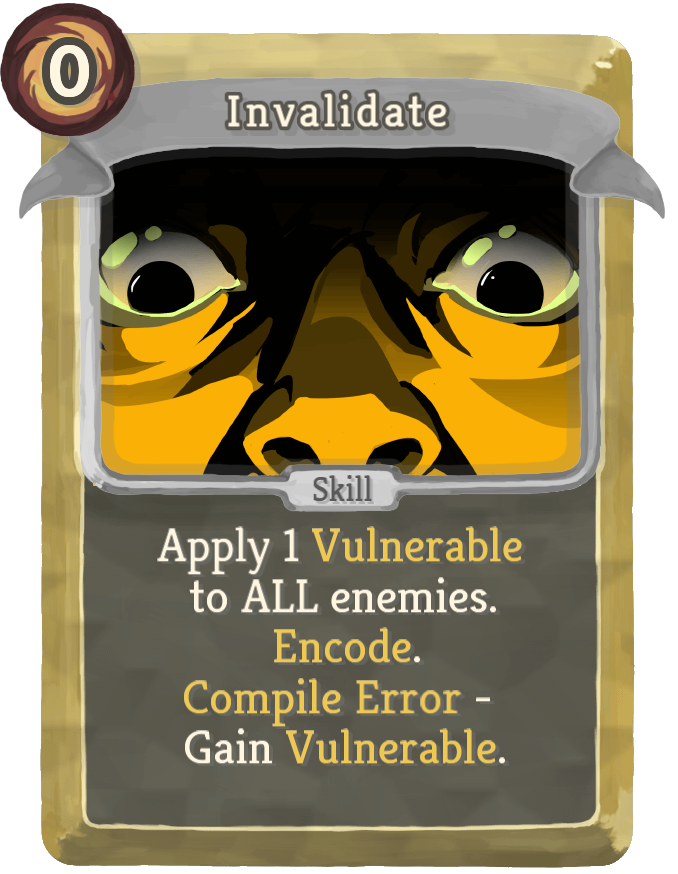 0
Invalidate
Skill
Apply 1 Vulnerable
to ALL enemies.
Encode.
Compile Error -
Gain Vulnerable.